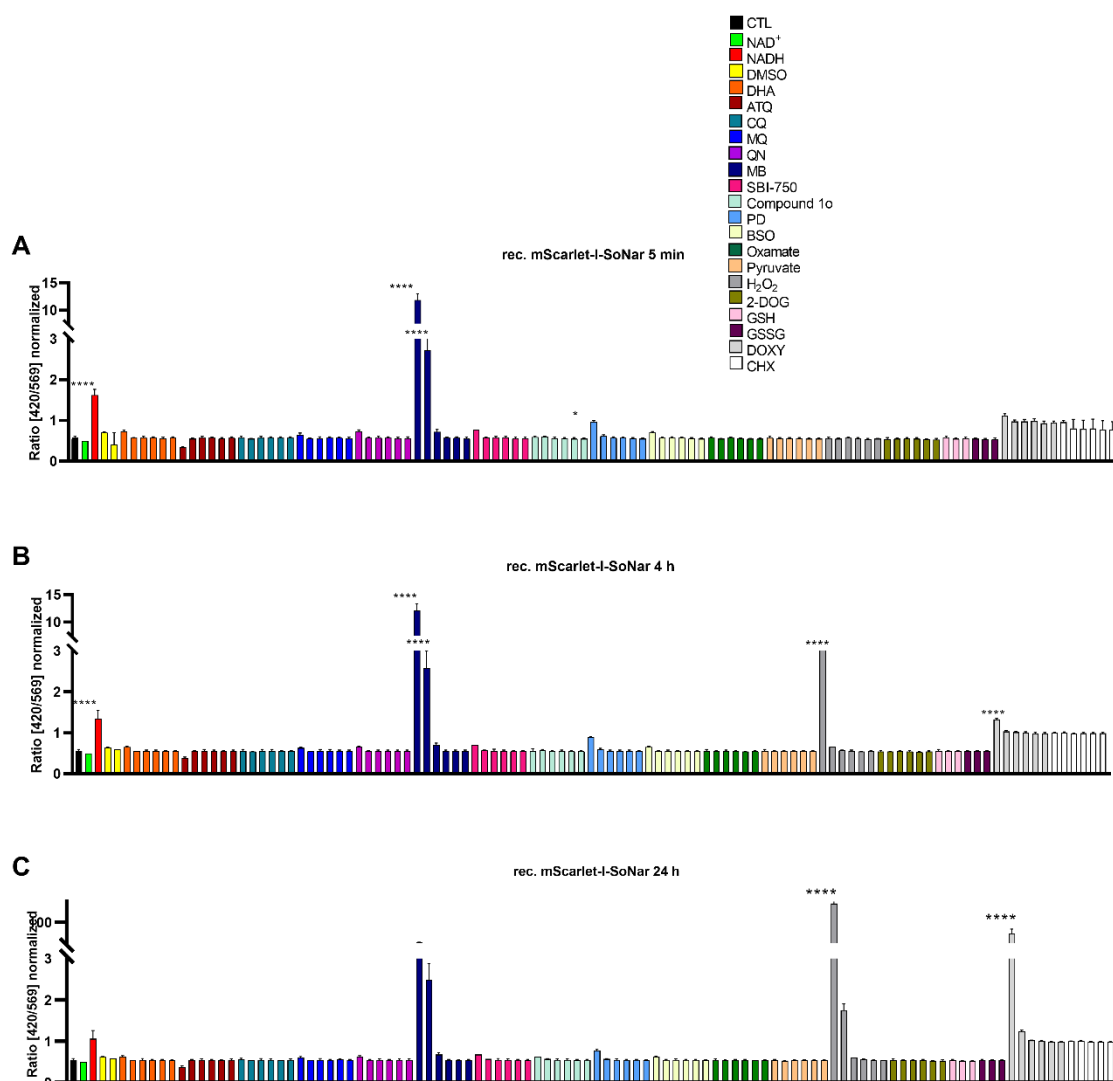 CTL
NAD⁺
NADH
DMSO
DHA
ATQ
CQ
MQ
QN
MB
SBI-750
Compound 1o
PD
BSO
Oxamate
Pyruvate
H₂O₂
2-DOG
GSH
GSSG
DOXY
CHX
A
rec. mScarlet-I-SoNar 5 min
Ratio [420/569] normalized
15
10
3
2
1
0
****
****
****
*
B
rec. mScarlet-I-SoNar 4 h
Ratio [420/569] normalized
15
10
3
2
1
0
****
****
****
****
****
C
rec. mScarlet-I-SoNar 24 h
Ratio [420/569] normalized
3
2
1
****
****